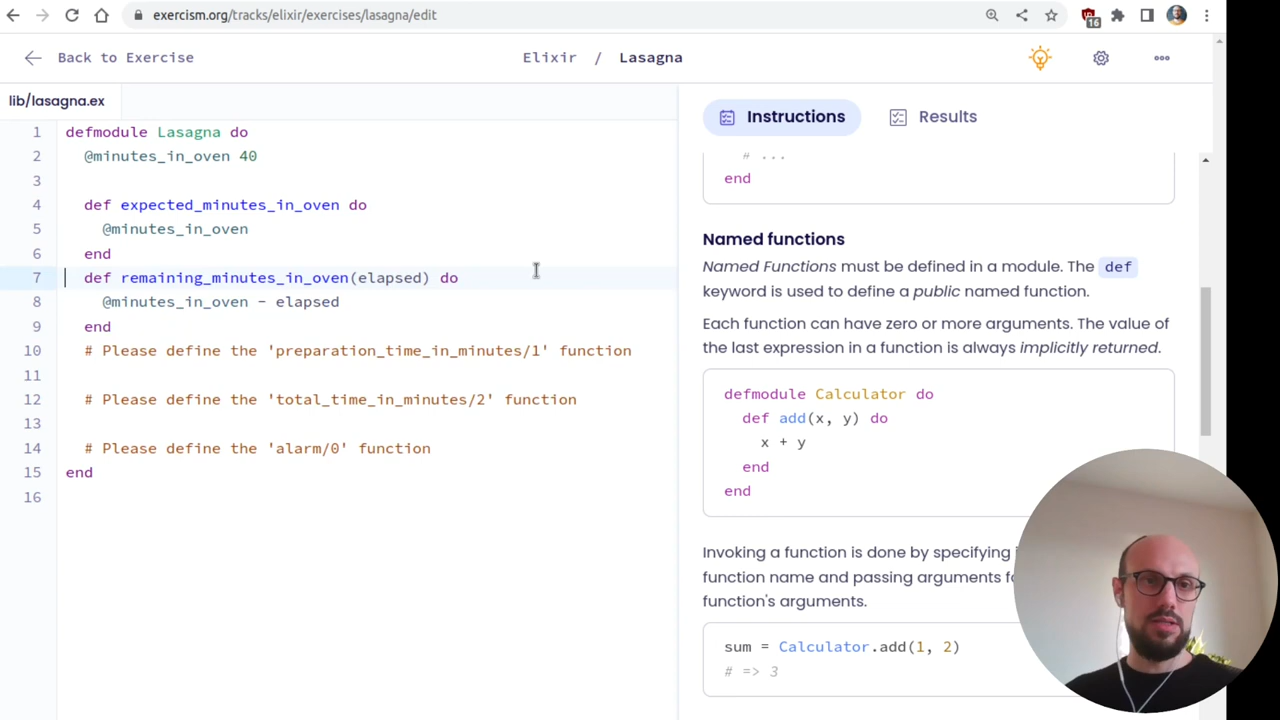 exercism.org/tracks/elixir/exercises/lasagna/edit
16
Back to Exercise
Elixir / Lasagna
lib/lasagna.ex
1 defmodule Lasagna do
2 @minutes_in_oven 40
3
4 def expected_minutes_in_oven do
5 @minutes_in_oven
6 end
7 def remaining_minutes_in_oven(elapsed) do
8 @minutes_in_oven - elapsed
9 end
10 # Please define the 'preparation_time_in_minutes/1' function
11
12 # Please define the 'total_time_in_minutes/2' function
13
14 # Please define the 'alarm/0' function
15 end
16
Instructions
Results
# ...
end
Named functions
Named Functions must be defined in a module. The def
keyword is used to define a public named function.
Each function can have zero or more arguments. The value of
the last expression in a function is always implicitly returned.
defmodule Calculator do
def add(x, y) do
x + y
end
end
Invoking a function is done by specifying
function name and passing arguments
function's arguments.
sum = Calculator.add(1, 2)
# => 3